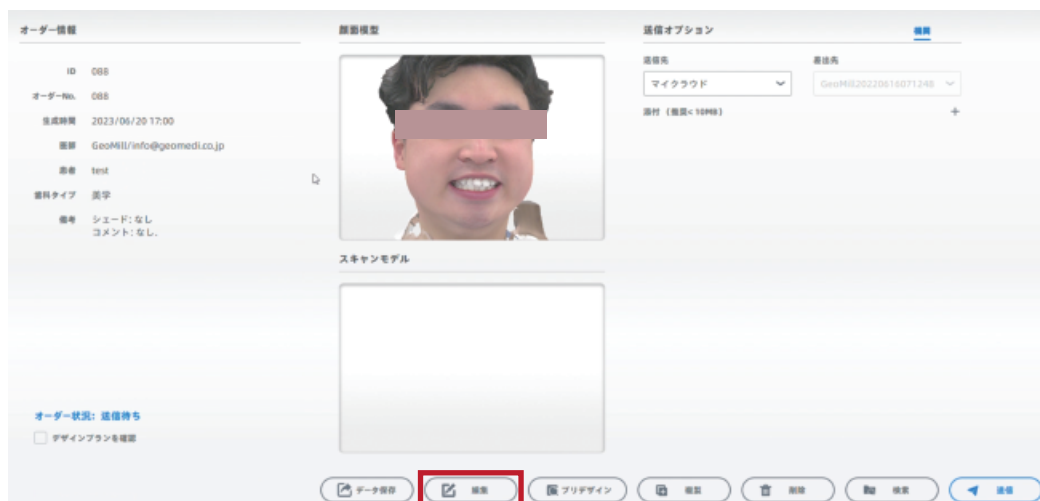 オーダー情報
ID 088
オーダーNo. 088
生成時間 2023/06/20 17:00
医師 GeoMill/info@geomedi.co.jp
患者 test
歯科タイプ 美学
備考 シェード: なし
コメント: なし.
オーダー状況: 送信待ち
デザインプランを確認
顔面模型
スキャンモデル
送信オプション
送信先
マイクラウド
差出先
GeoMill20220616071248
添付 (推奨< 10MB)
データ保存
編集
プリデザイン
複製
削除
検索
送信